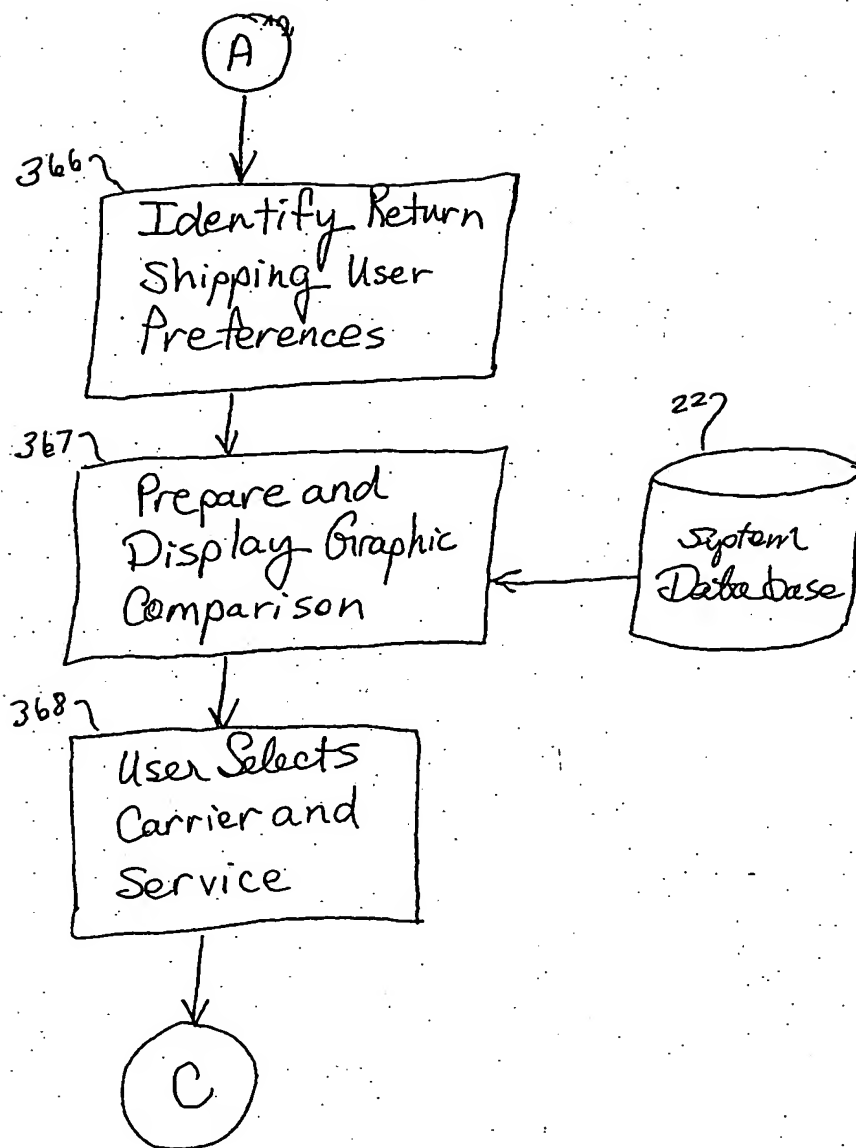 A
366
Identify Return
Shipping User
Preferences
367
Prepare and
Display Graphic
Comparison
22
System
Database
368
User Selects
Carrier and
Service
C